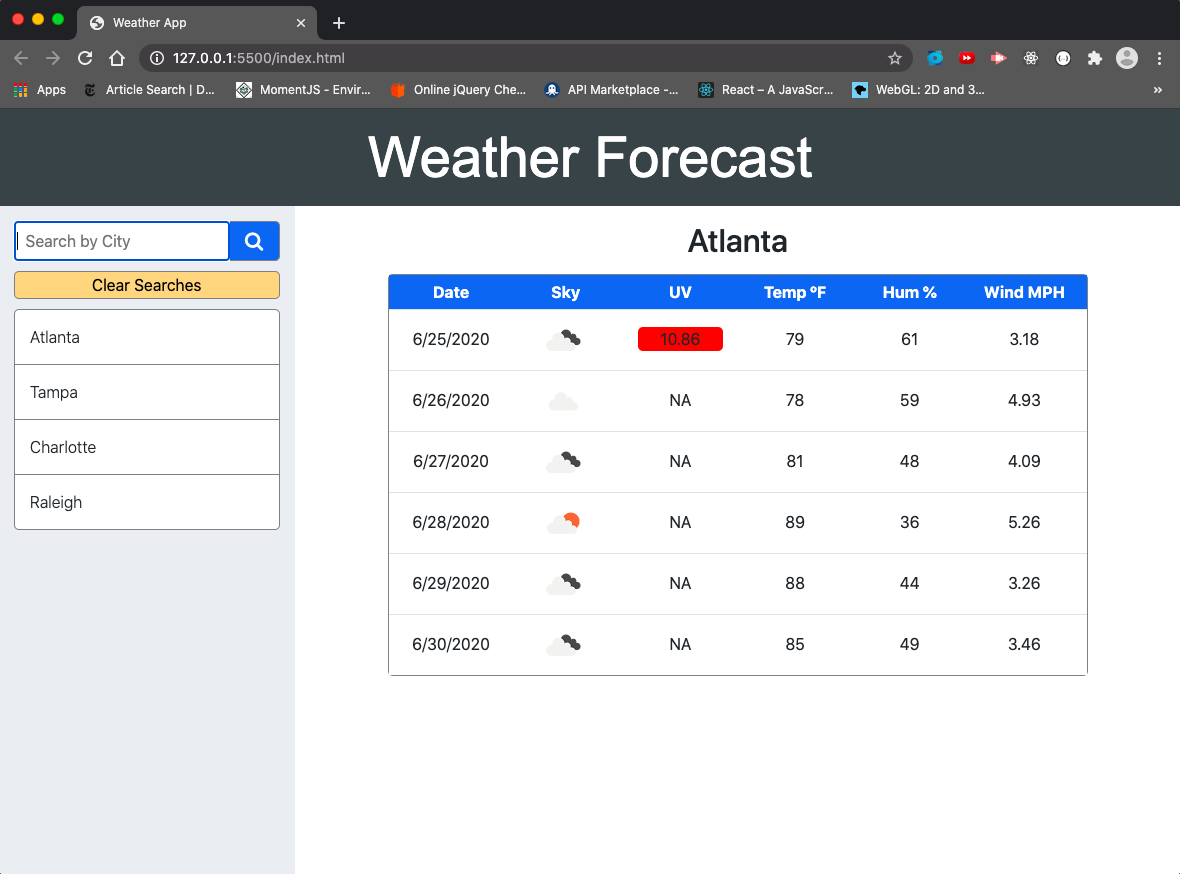 Weather App
127.0.0.1:5500/index.html
Apps Article Search | D... MomentJS - Envir... Online jQuery Che... API Marketplace -... React – A JavaScr... WebGL: 2D and 3... »
Weather Forecast
Search by City
Clear Searches
Atlanta
Tampa
Charlotte
Raleigh
Atlanta
Date Sky UV Temp ºF Hum % Wind MPH
6/25/2020 10.86 79 61 3.18
6/26/2020 NA 78 59 4.93
6/27/2020 NA 81 48 4.09
6/28/2020 NA 89 36 5.26
6/29/2020 NA 88 44 3.26
6/30/2020 NA 85 49 3.46